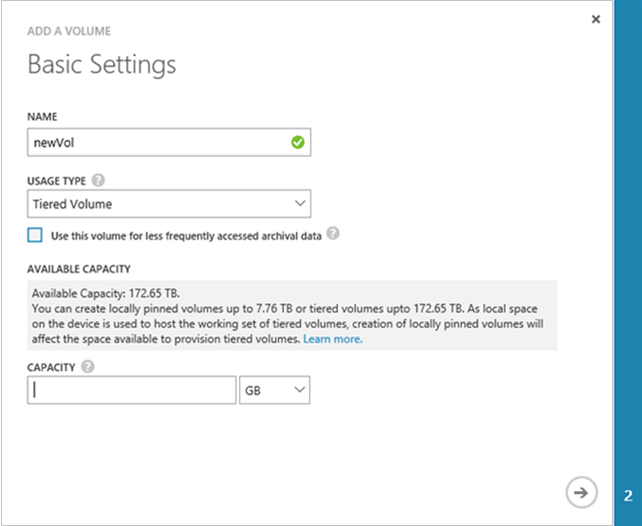 ADD A VOLUME
Basic Settings
NAME
newVol
USAGE TYPE ?
Tiered Volume
Use this volume for less frequently accessed archival data ?
AVAILABLE CAPACITY
Available Capacity: 172.65 TB.
You can create locally pinned volumes up to 7.76 TB or tiered volumes upto 172.65 TB. As local space
on the device is used to host the working set of tiered volumes, creation of locally pinned volumes will
affect the space available to provision tiered volumes. Learn more.
CAPACITY ?
GB
2